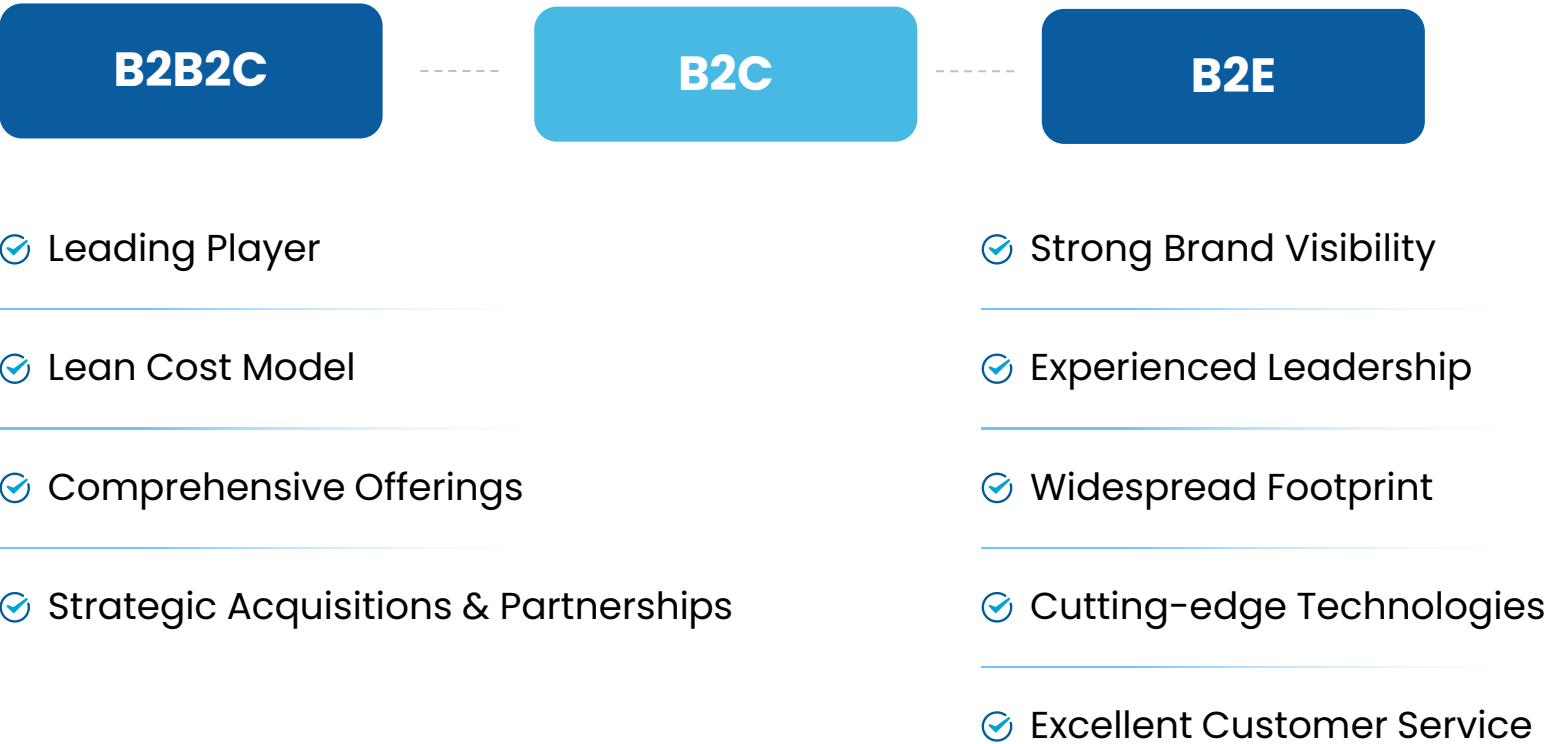 B2B2C
B2C
B2E
Leading Player
Lean Cost Model
Comprehensive Offerings
Strategic Acquisitions & Partnerships
Strong Brand Visibility
Experienced Leadership
Widespread Footprint
Cutting-edge Technologies
Excellent Customer Service